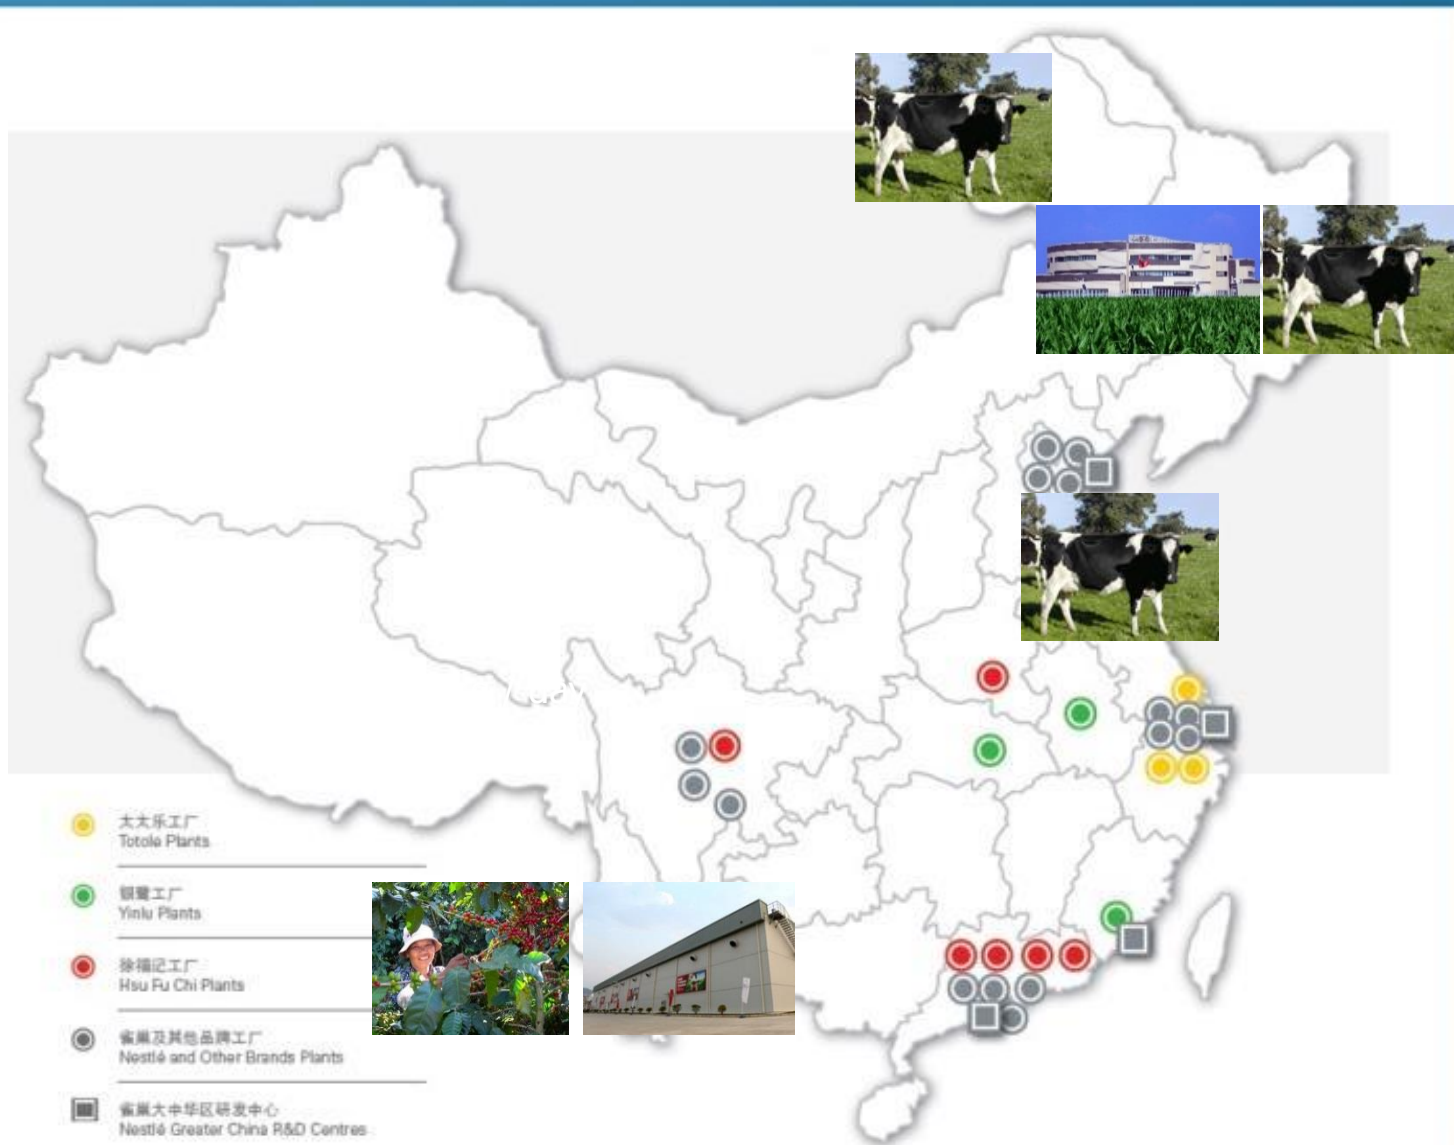 太太乐工厂
Totole Plants
银鹭工厂
Yinlu Plants
徐福记工厂
Hsu Fu Chi Plants
雀巢及其他品牌工厂
Nestlé and Other Brands Plants
雀巢大中华区研发中心
Nestlé Greater China R&D Centres